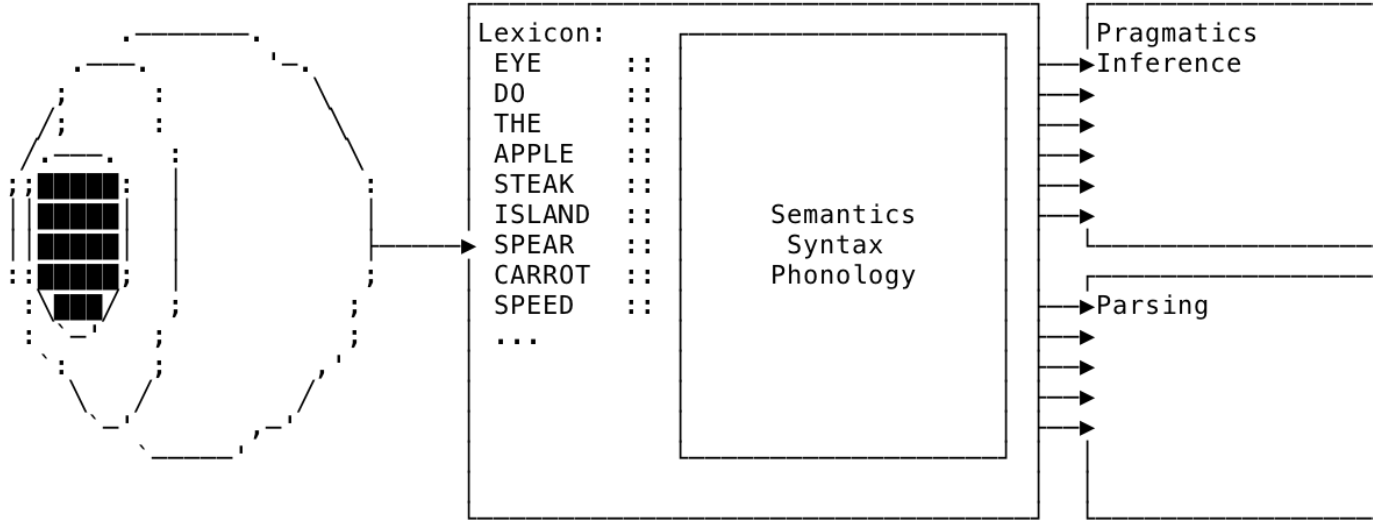 Lexicon:
EYE ::
DO ::
THE ::
APPLE ::
STEAK ::
ISLAND ::
SPEAR ::
CARROT ::
SPEED ::
...
Semantics
Syntax
Phonology
Pragmatics
Inference
Parsing